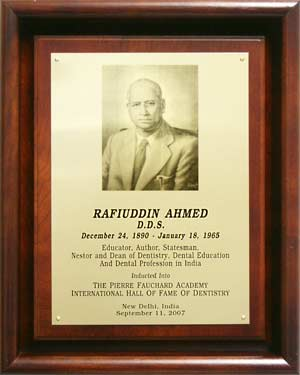 RAFIUDDIN AHMED
D.D.S.
December 24, 1890 - January 18, 1965
Educator, Author, Statesman,
Nestor and Dean of Dentistry, Dental Education
And Dental Profession in India
Inducted Into
THE PIERRE FAUCHARD ACADEMY
INTERNATIONAL HALL OF FAME OF DENTISTRY
New Delhi, India
September 11, 2007